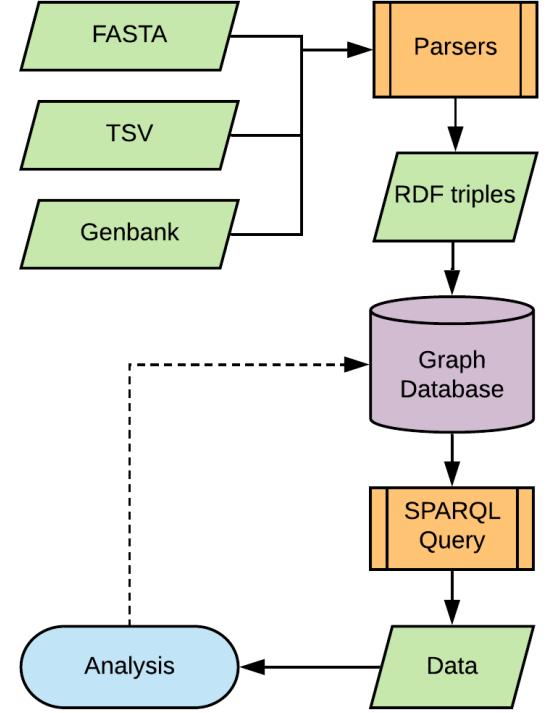 FASTA
Parsers
TSV
RDF triples
Genbank
Graph
Database
SPARQL
Query
Analysis
Data